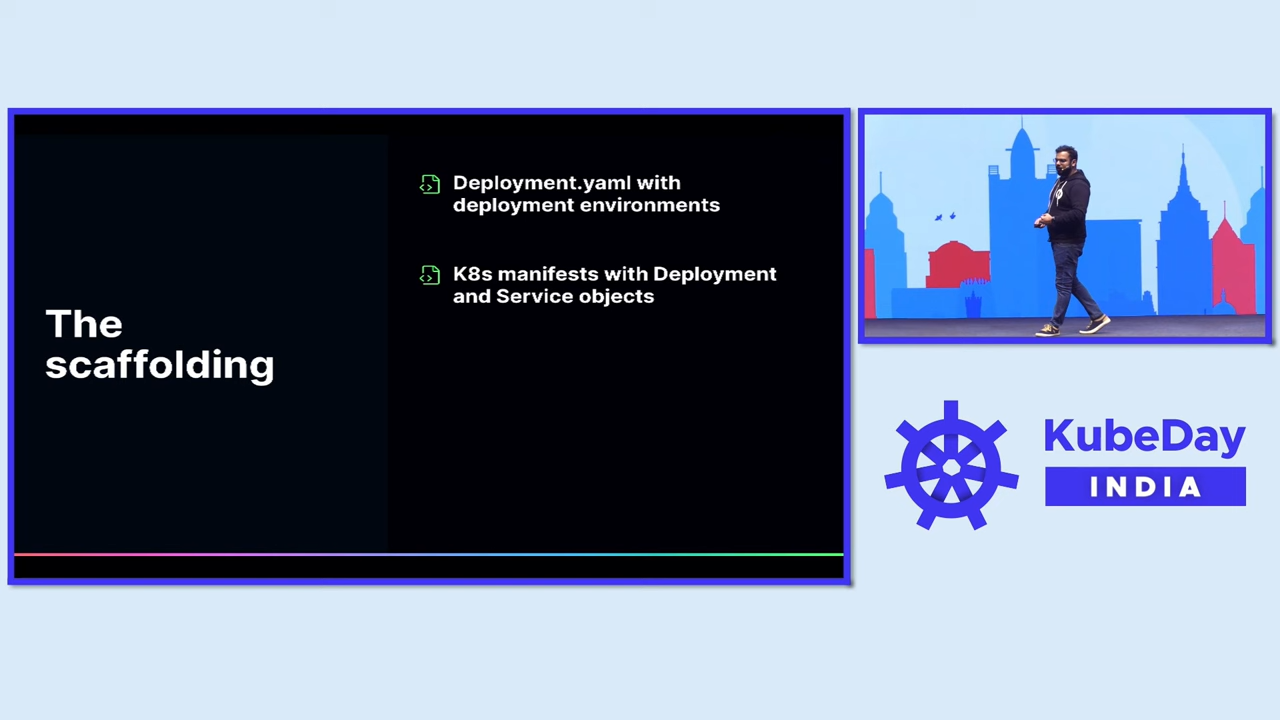 The
scaffolding
Deployment.yaml with
deployment environments
K8s manifests with Deployment
and Service objects
KubeDay
INDIA